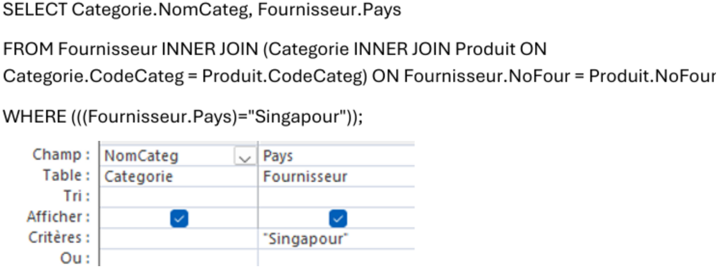 SELECT Categorie.NomCateg, Fournisseur.Pays
FROM Fournisseur INNER JOIN (Categorie INNER JOIN Produit ON
Categorie.CodeCateg = Produit.CodeCateg) ON Fournisseur.NoFour = Produit.NoFour
WHERE (((Fournisseur.Pays)="Singapour"));
Champ : NomCateg Pays
Table : Categorie Fournisseur
Tri :
Afficher :
Critères : "Singapour"
Ou :